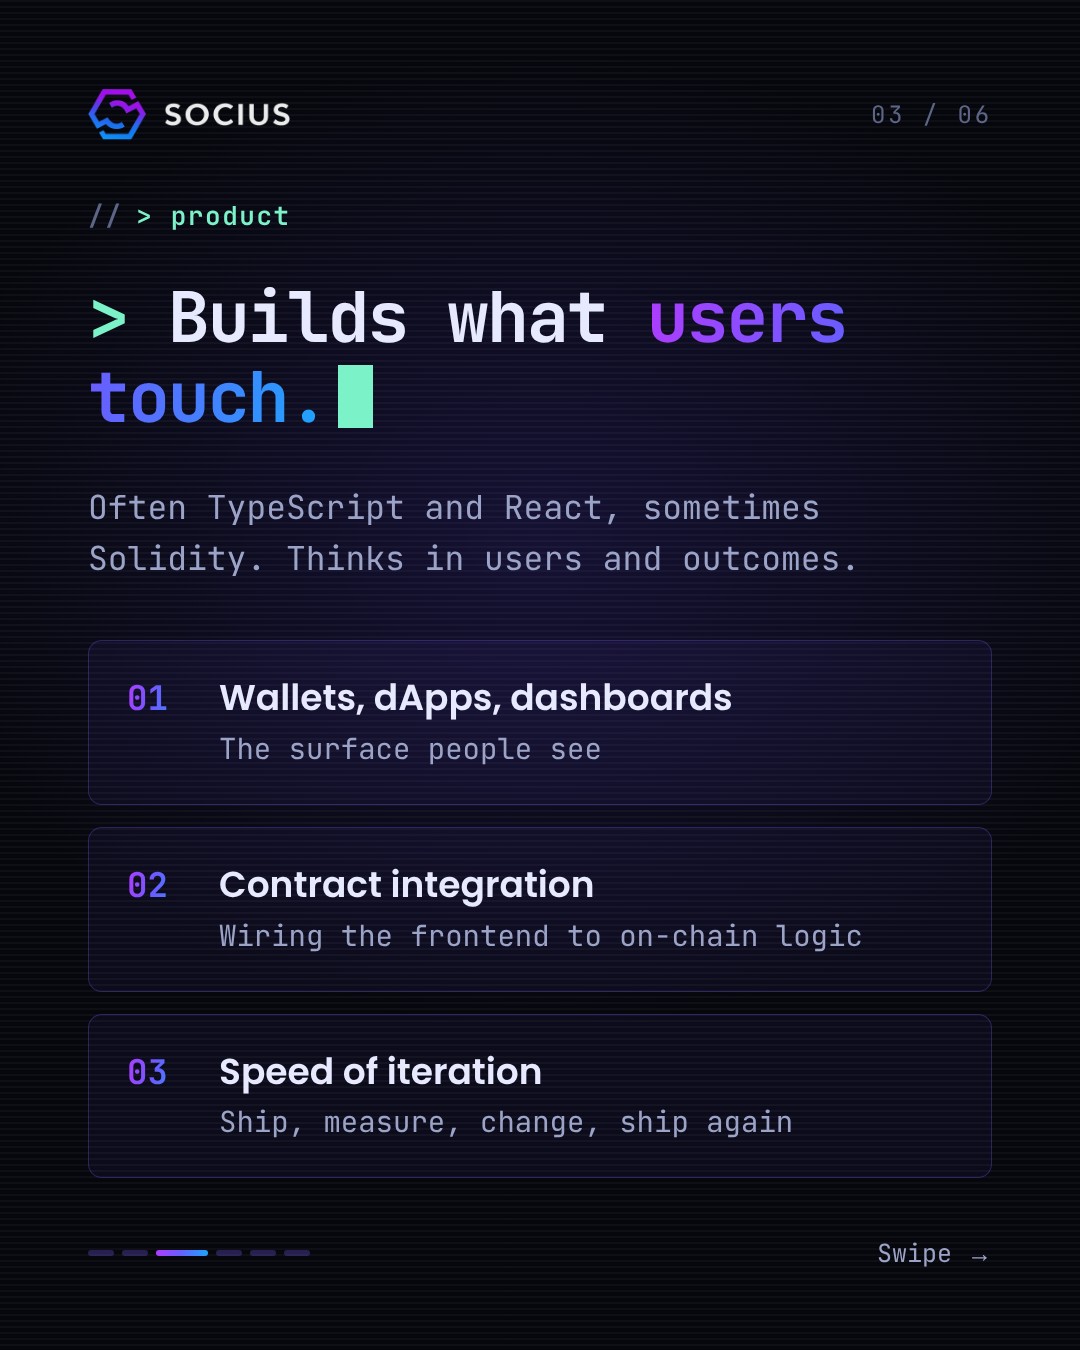 SOCIUS
03 / 06
// > product
> Builds what users
touch.
Often TypeScript and React, sometimes
Solidity. Thinks in users and outcomes.
01 Wallets, dApps, dashboards
The surface people see
02 Contract integration
Wiring the frontend to on-chain logic
03 Speed of iteration
Ship, measure, change, ship again
Swipe →